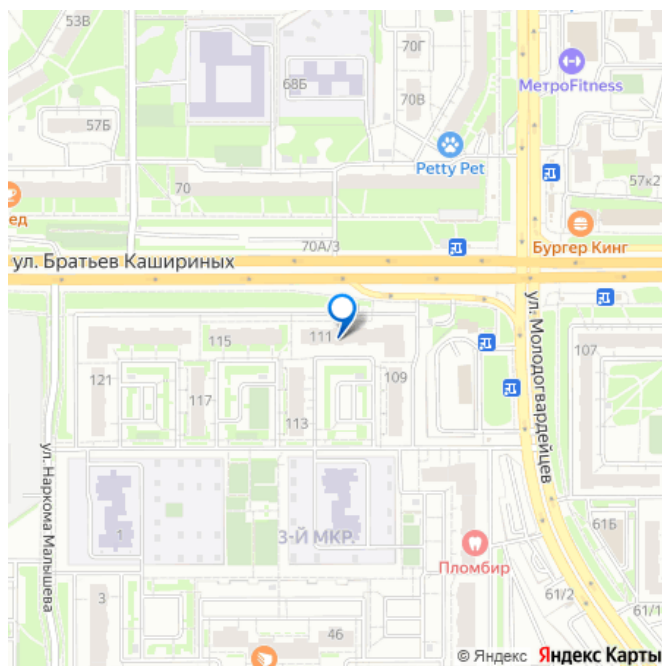 53В
70Г
68Б
МетроFitness
70В
57Б
Petty Pet
57к2
70
ед
Бургер Кинг
70А/3
ул. Братьев Кашириных
111
115
107
121
109
117
113
ул. Молодогвардейцев
ул. Наркома Малышева
61Б
1
3-Й МКР.
Пломбир
3
61/2
61/1
46
© Яндекс Яндекс Карты